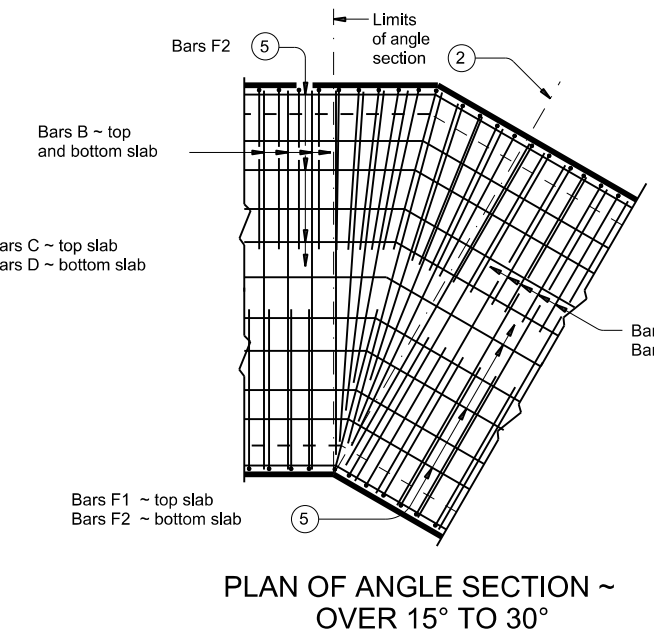 Limits
of angle
section
Bars F2
5
2
Bars B ~ top
and bottom slab
ars C ~ top slab
ars D ~ bottom slab
Bar
Bar
Bars F1 ~ top slab
Bars F2 ~ bottom slab
5
PLAN OF ANGLE SECTION ~
OVER 15° TO 30°